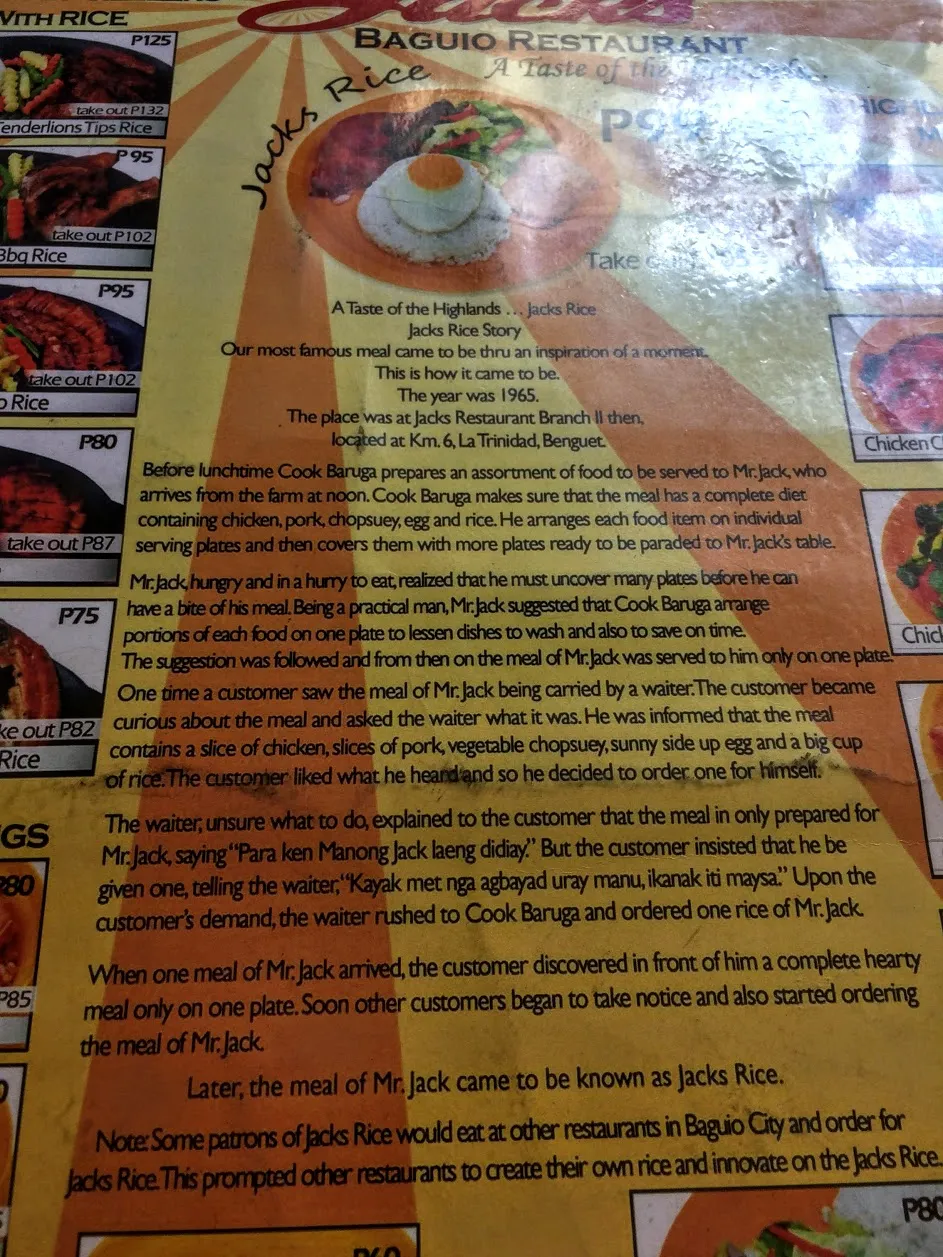 WITH RICE
P125
take out P132
Tenderlions Tips Rice
P95
take out P102
Bbq Rice
P95
take out P102
Rice
P80
take out P87
P75
take out P82
Rice
GS
P80
P85
Jacks
BAGUIO RESTAURANT
A Taste of the Highlands...
Jacks Rice
Take
A Taste of the Highlands ... Jacks Rice
Jacks Rice Story
Our most famous meal came to be thru an inspiration of a moment.
This is how it came to be.
The year was 1965.
The place was at Jacks Restaurant Branch II then,
located at Km. 6, La Trinidad, Benguet.
Before lunchtime Cook Baruga prepares an assortment of food to be served to Mr. Jack, who
arrives from the farm at noon. Cook Baruga makes sure that the meal has a complete diet
containing chicken, pork, chopsuey, egg and rice. He arranges each food item on individual
serving plates and then covers them with more plates ready to be paraded to Mr. Jack's table.
Mr. Jack, hungry and in a hurry to eat, realized that he must uncover many plates before he can
have a bite of his meal. Being a practical man, Mr. Jack suggested that Cook Baruga arrange
portions of each food on one plate to lessen dishes to wash and also to save on time.
The suggestion was followed and from then on the meal of Mr. Jack was served to him only on one plate.
One time a customer saw the meal of Mr. Jack being carried by a waiter. The customer became
curious about the meal and asked the waiter what it was. He was informed that the meal
contains a slice of chicken, slices of pork, vegetable chopsuey, sunny side up egg and a big cup
of rice. The customer liked what he heard and so he decided to order one for himself.
The waiter, unsure what to do, explained to the customer that the meal in only prepared for
Mr. Jack, saying "Para ken Manong Jack laeng didiay." But the customer insisted that he be
given one, telling the waiter, "Kayak met nga agbayad uray manu, ikanak iti maysa." Upon the
customer's demand, the waiter rushed to Cook Baruga and ordered one rice of Mr. Jack.
When one meal of Mr. Jack arrived, the customer discovered in front of him a complete hearty
meal only on one plate. Soon other customers began to take notice and also started ordering
the meal of Mr. Jack.
Later, the meal of Mr. Jack came to be known as Jacks Rice.
Note: Some patrons of Jacks Rice would eat at other restaurants in Baguio City and order for
Jacks Rice. This prompted other restaurants to create their own rice and innovate on the Jacks Rice.
Chicken C
Chic
P80
P60